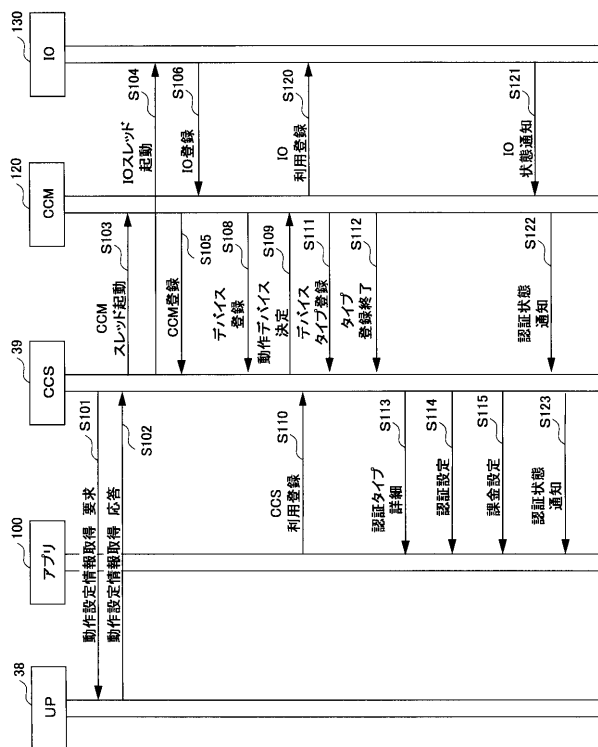 UP
38
アプリ
100
CCS
39
CCM
120
IO
130
動作設定情報取得 要求
S101
動作設定情報取得 応答
S102
CCM
スレッド起動
S103
IOスレッド
起動
S104
CCM登録
S105
IO登録
S106
デバイス
登録
S108
動作デバイス
決定
S109
CCS
利用登録
S110
IO
利用登録
S120
デバイス
タイプ登録
S111
タイプ
登録終了
S112
認証タイプ
詳細
S113
認証設定
S114
課金設定
S115
IO
状態通知
S121
認証状態
通知
S122
認証状態
通知
S123